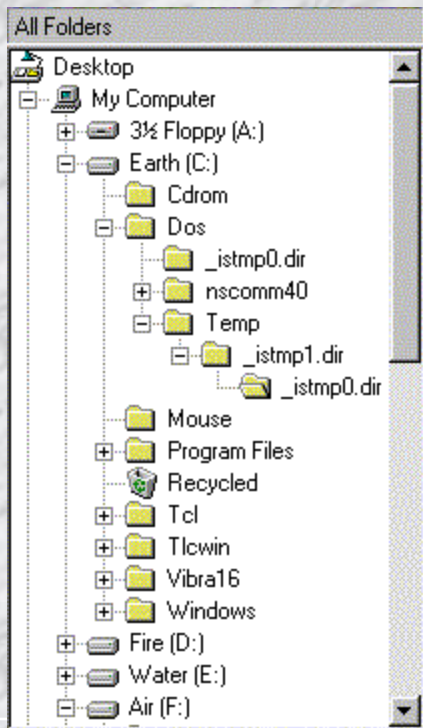 All Folders
Desktop
My Computer
3½ Floppy (A:)
Earth (C:)
Cdrom
Dos
_istmp0.dir
nscomm40
Temp
_istmp1.dir
_istmp0.dir
Mouse
Program Files
Recycled
Tcl
Tlcwin
Vibra16
Windows
Fire (D:)
Water (E:)
Air (F:)